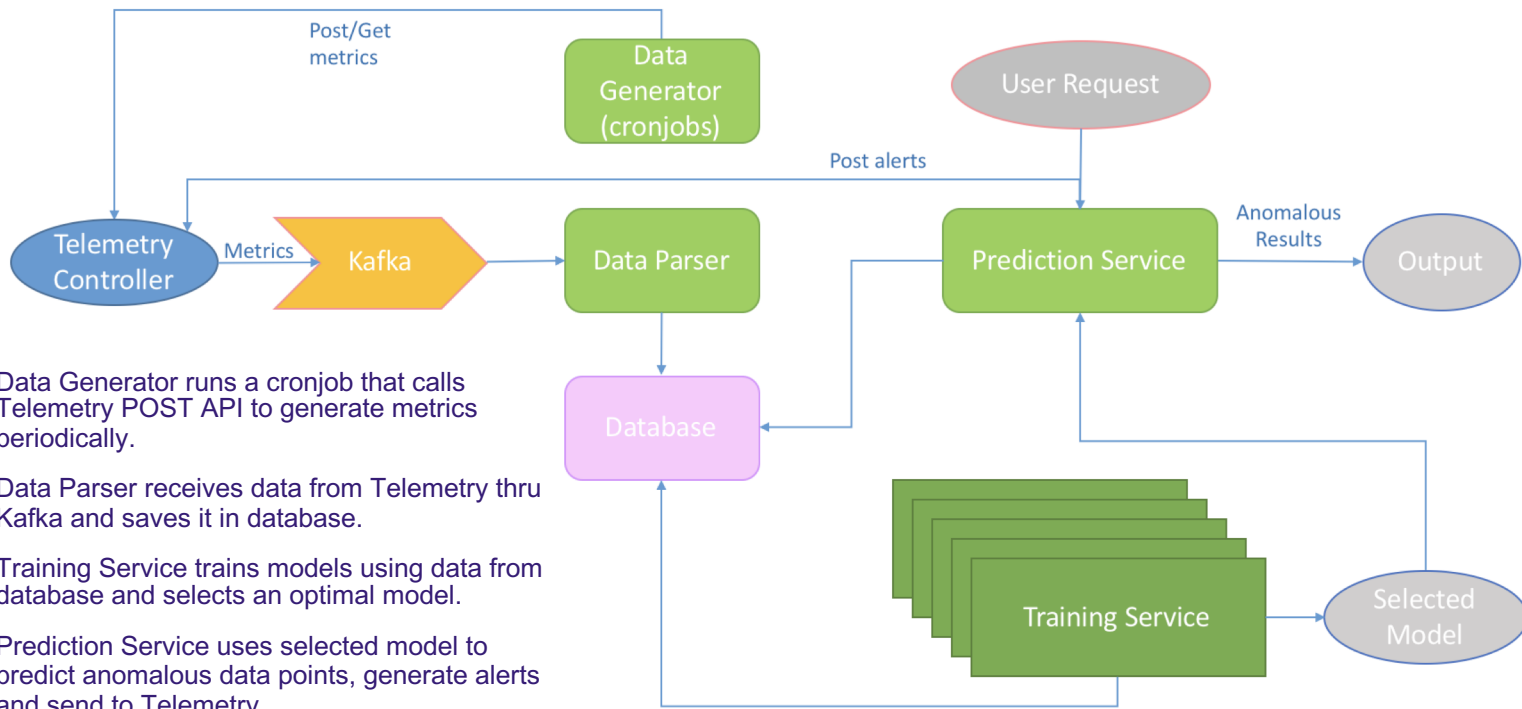 Post/Get
metrics
Data
Generator
(cronjobs)
User Request
Post alerts
Telemetry
Controller
Metrics
Kafka
Data Parser
Prediction Service
Anomalous
Results
Output
Data Generator runs a cronjob that calls
Telemetry POST API to generate metrics
periodically.
Database
Data Parser receives data from Telemetry thru
Kafka and saves it in database.
Training Service trains models using data from
database and selects an optimal model.
Training Service
Selected
Model
Prediction Service uses selected model to
predict anomalous data points, generate alerts
and send to Telemetry